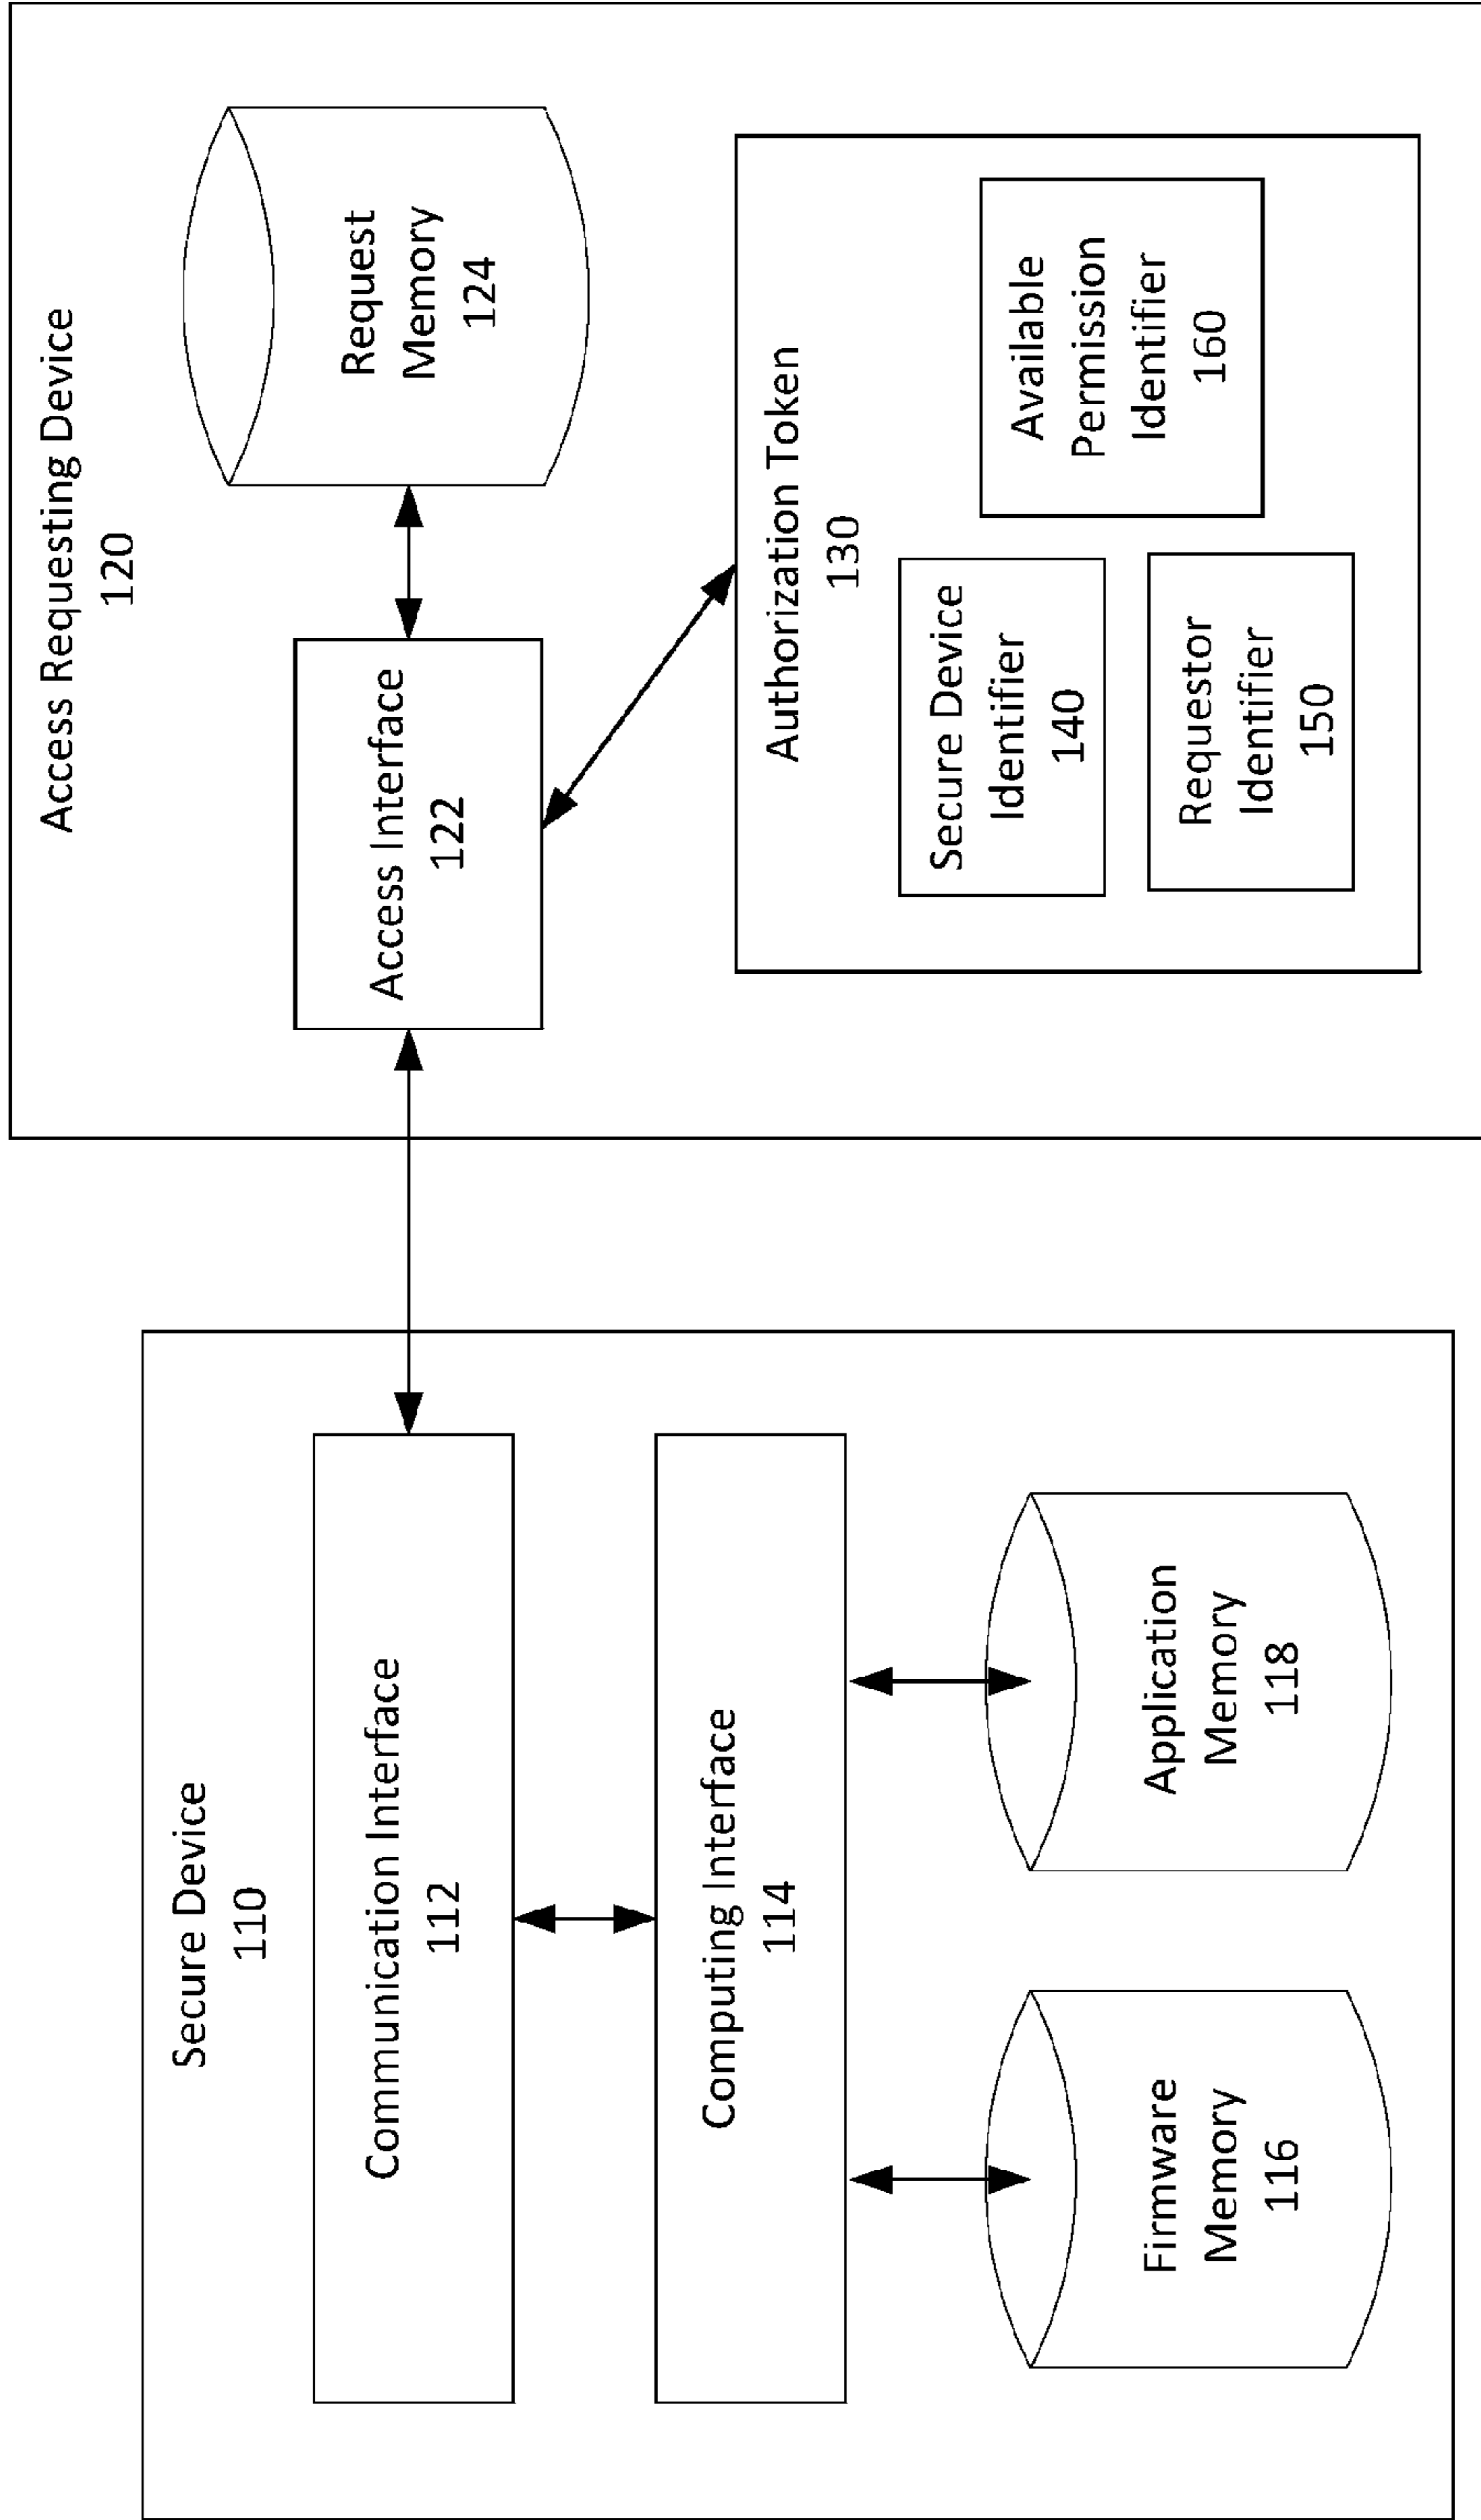 Secure Device
110
Communication Interface
112
Computing Interface
114
Firmware
Memory
116
Application
Memory
118
Access Requesting Device
120
Access Interface
122
Request
Memory
124
Authorization Token
130
Secure Device
Identifier
140
Requestor
Identifier
150
Available
Permission
Identifier
160